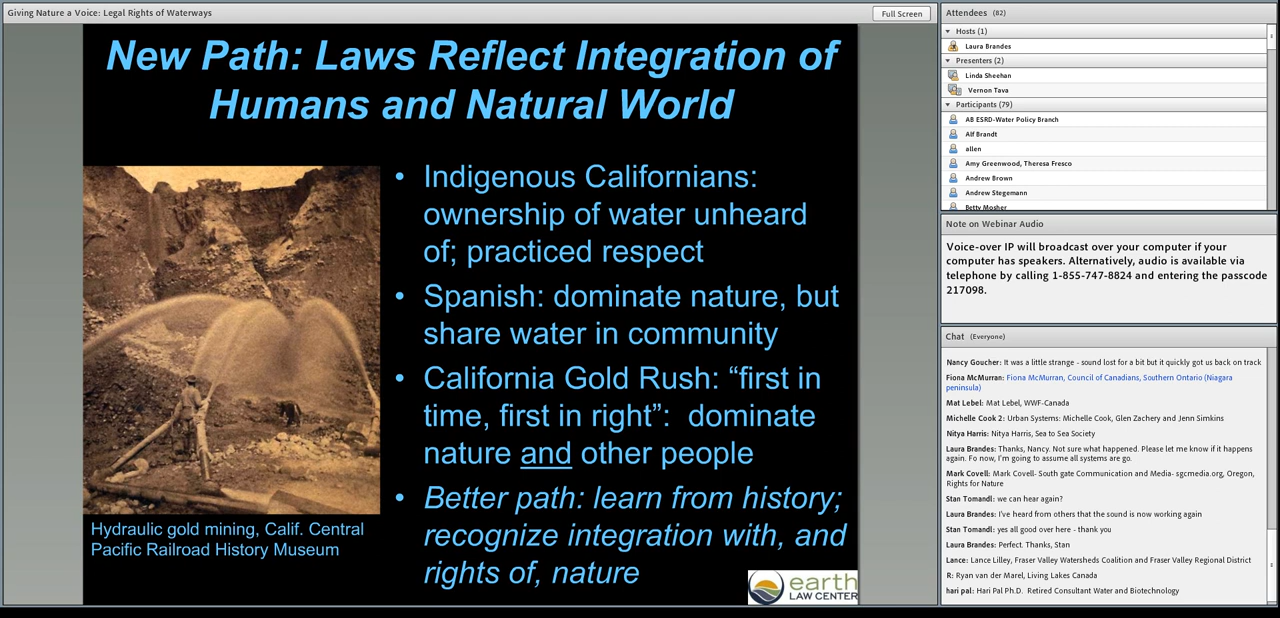 Giving Nature a Voice: Legal Rights of Waterways
Full Screen
New Path: Laws Reflect Integration of
Humans and Natural World
• Indigenous Californians:
ownership of water unheard
of; practiced respect
• Spanish: dominate nature, but
share water in community
• California Gold Rush: “first in
time, first in right”: dominate
nature and other people
• Better path: learn from history;
recognize integration with, and
rights of, nature
Hydraulic gold mining, Calif. Central
Pacific Railroad History Museum
earth
LAW CENTER
Attendees (82)
Hosts (1)
Laura Brandes
Presenters (2)
Linda Sheehan
Vernon Tava
Participants (79)
AB ESRD-Water Policy Branch
Alf Brandt
allen
Amy Greenwood, Theresa Fresco
Andrew Brown
Andrew Stegemann
Betty Mosher
Note on Webinar Audio
Voice-over IP will broadcast over your computer if your
computer has speakers. Alternatively, audio is available via
telephone by calling 1-855-747-8824 and entering the passcode
217098.
Chat (Everyone)
Nancy Goucher: It was a little strange - sound lost for a bit but it quickly got us back on track
Fiona McMurran: Fiona McMurran, Council of Canadians, Southern Ontario (Niagara
peninsula)
Mat Lebel: Mat Lebel, WWF-Canada
Michelle Cook 2: Urban Systems: Michelle Cook, Glen Zachery and Jenn Simkins
Nitya Harris: Nitya Harris, Sea to Sea Society
Laura Brandes: Thanks, Nancy. Not sure what happened. Please let me know if it happens
again. Fo now, I'm going to assume all systems are go.
Mark Covell: Mark Covell- South gate Communication and Media- sgcmedia.org, Oregon,
Rights for Nature
Stan Tomandl: we can hear again?
Laura Brandes: I've heard from others that the sound is now working again
Stan Tomandl: yes all good over here - thank you
Laura Brandes: Perfect. Thanks, Stan
Lance: Lance Lilley, Fraser Valley Watersheds Coalition and Fraser Valley Regional District
R: Ryan van der Marel, Living Lakes Canada
hari pal: Hari Pal Ph.D. Retired Consultant Water and Biotechnology